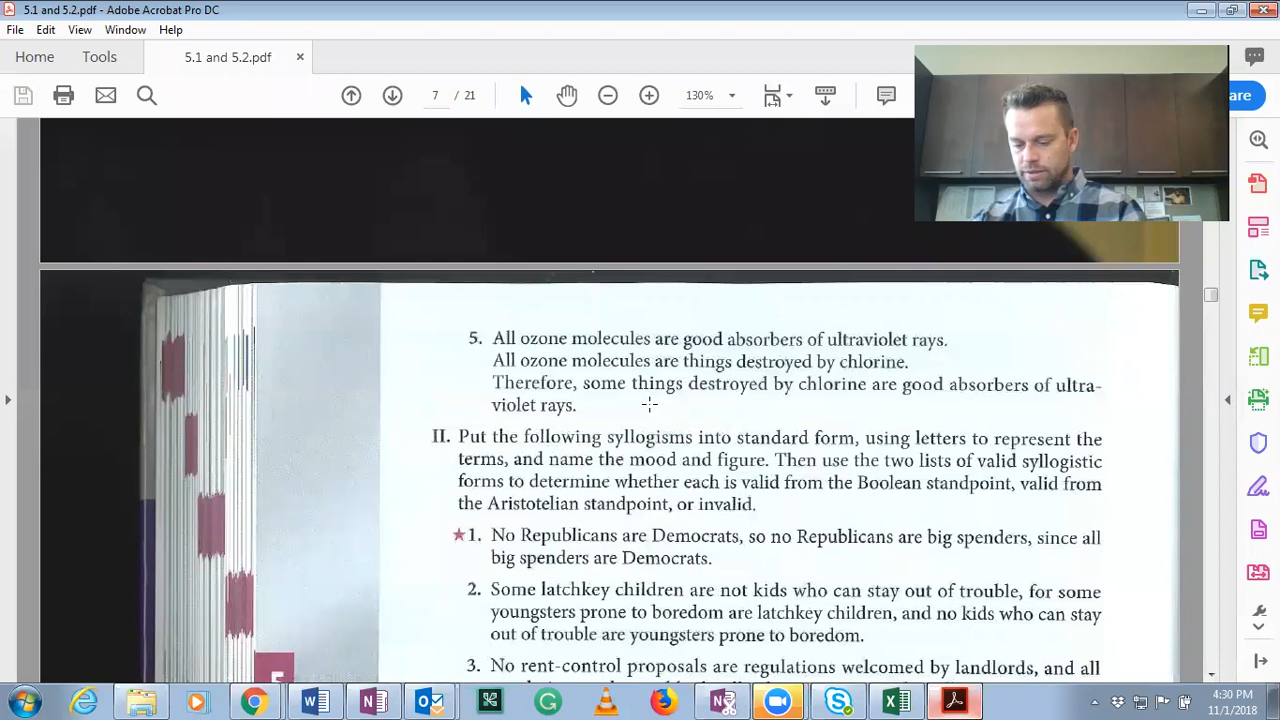 5.1 and 5.2.pdf - Adobe Acrobat Pro DC
File Edit View Window Help
Home Tools 5.1 and 5.2.pdf ×
7 / 21 130%
are
5. All ozone molecules are good absorbers of ultraviolet rays.
All ozone molecules are things destroyed by chlorine.
Therefore, some things destroyed by chlorine are good absorbers of ultra-
violet rays.
II. Put the following syllogisms into standard form, using letters to represent the
terms, and name the mood and figure. Then use the two lists of valid syllogistic
forms to determine whether each is valid from the Boolean standpoint, valid from
the Aristotelian standpoint, or invalid.
★1. No Republicans are Democrats, so no Republicans are big spenders, since all
big spenders are Democrats.
2. Some latchkey children are not kids who can stay out of trouble, for some
youngsters prone to boredom are latchkey children, and no kids who can stay
out of trouble are youngsters prone to boredom.
3. No rent-control proposals are regulations welcomed by landlords, and all
4:30 PM
11/1/2018